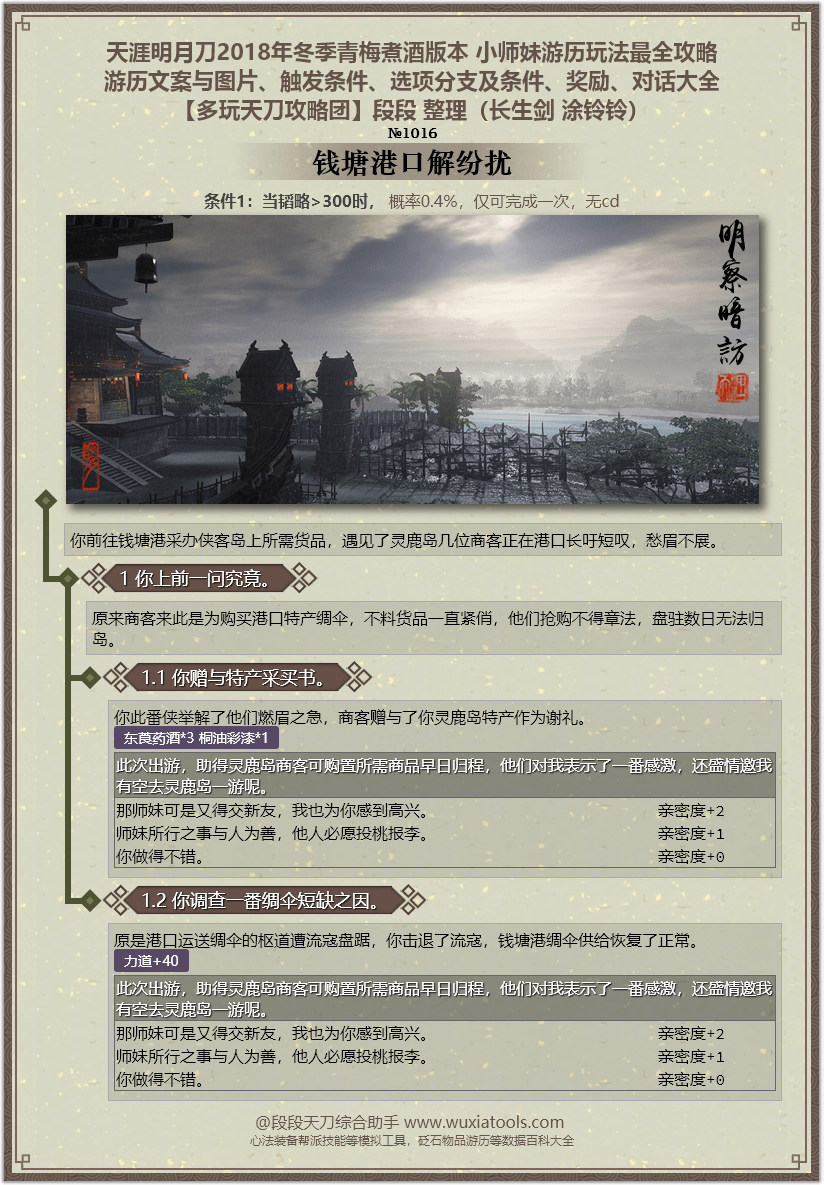 天涯明月刀2018年冬季青梅煮酒版本 小师妹游历玩法最全攻略
游历文案与图片、触发条件、选项分支及条件、奖励、对话大全
【多玩天刀攻略团】段段 整理（长生剑 涂铃铃）
№1016
钱塘港口解纷扰
条件1：当韬略>300时， 概率0.4%，仅可完成一次，无cd
明察暗訪
你前往钱塘港采办侠客岛上所需货品，遇见了灵鹿岛几位商客正在港口长吁短叹，愁眉不展。
1 你上前一问究竟。
原来商客来此是为购买港口特产绸伞，不料货品一直紧俏，他们抢购不得章法，盘驻数日无法归
岛。
1.1 你赠与特产采买书。
你此番侠举解了他们燃眉之急，商客赠与了你灵鹿岛特产作为谢礼。
东莨药酒*3 桐油彩漆*1
此次出游，助得灵鹿岛商客可购置所需商品早日归程，他们对我表示了一番感激，还盛情邀我
有空去灵鹿岛一游呢。
那师妹可是又得交新友，我也为你感到高兴。 亲密度+2
师妹所行之事与人为善，他人必愿投桃报李。 亲密度+1
你做得不错。 亲密度+0
1.2 你调查一番绸伞短缺之因。
原是港口运送绸伞的枢道遭流寇盘踞，你击退了流寇，钱塘港绸伞供给恢复了正常。
力道+40
此次出游，助得灵鹿岛商客可购置所需商品早日归程，他们对我表示了一番感激，还盛情邀我
有空去灵鹿岛一游呢。
那师妹可是又得交新友，我也为你感到高兴。 亲密度+2
师妹所行之事与人为善，他人必愿投桃报李。 亲密度+1
你做得不错。 亲密度+0
@段段天刀综合助手 www.wuxiatools.com
心法装备帮派技能等模拟工具，砭石物品游历等数据百科大全